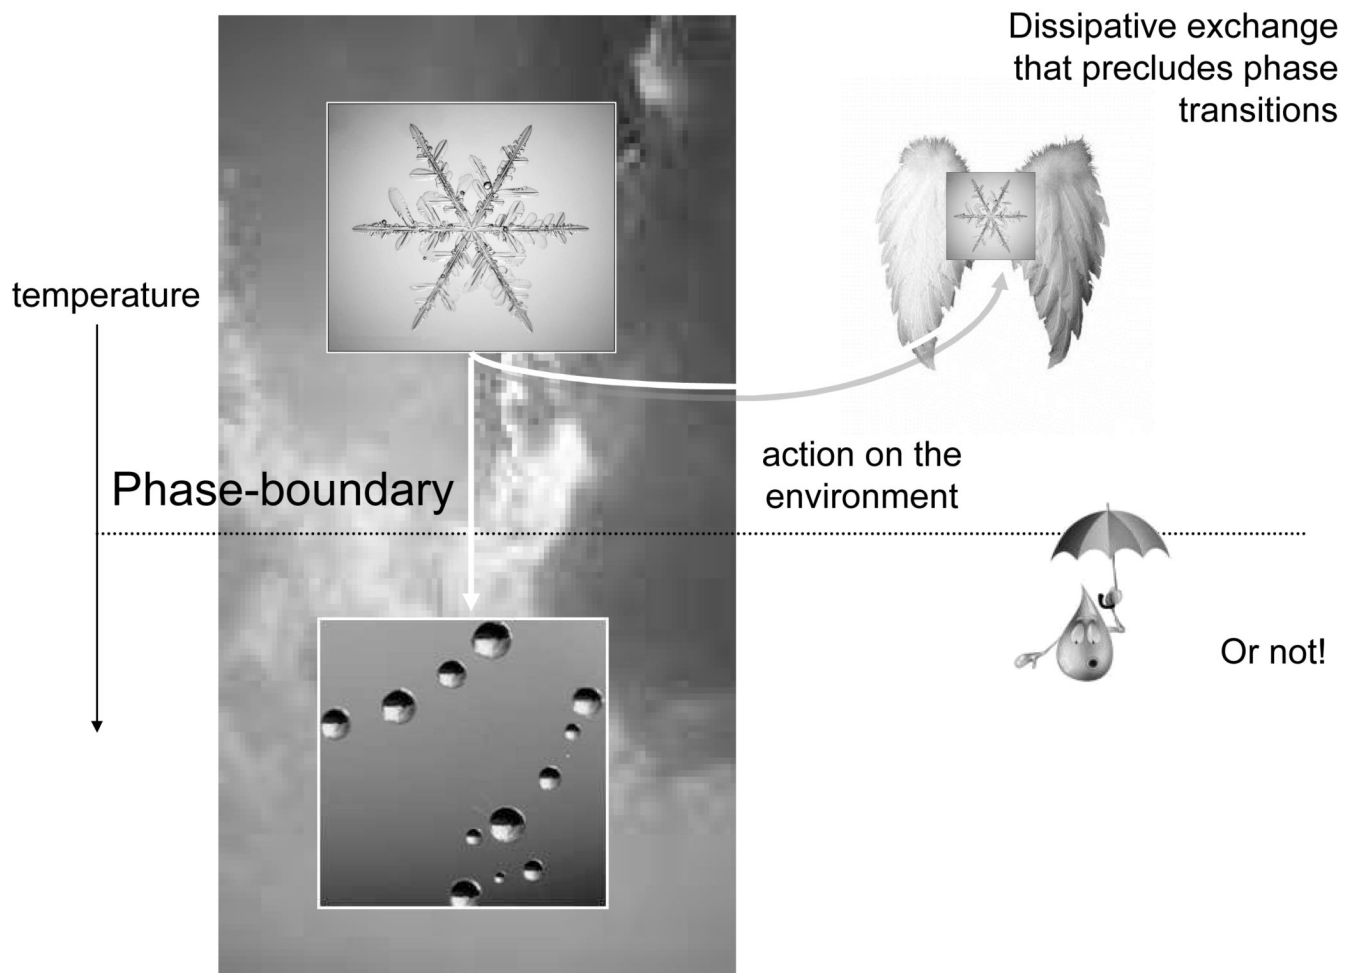 Dissipative exchange
that precludes phase
transitions
temperature
action on the
environment
Phase-boundary
Or not!